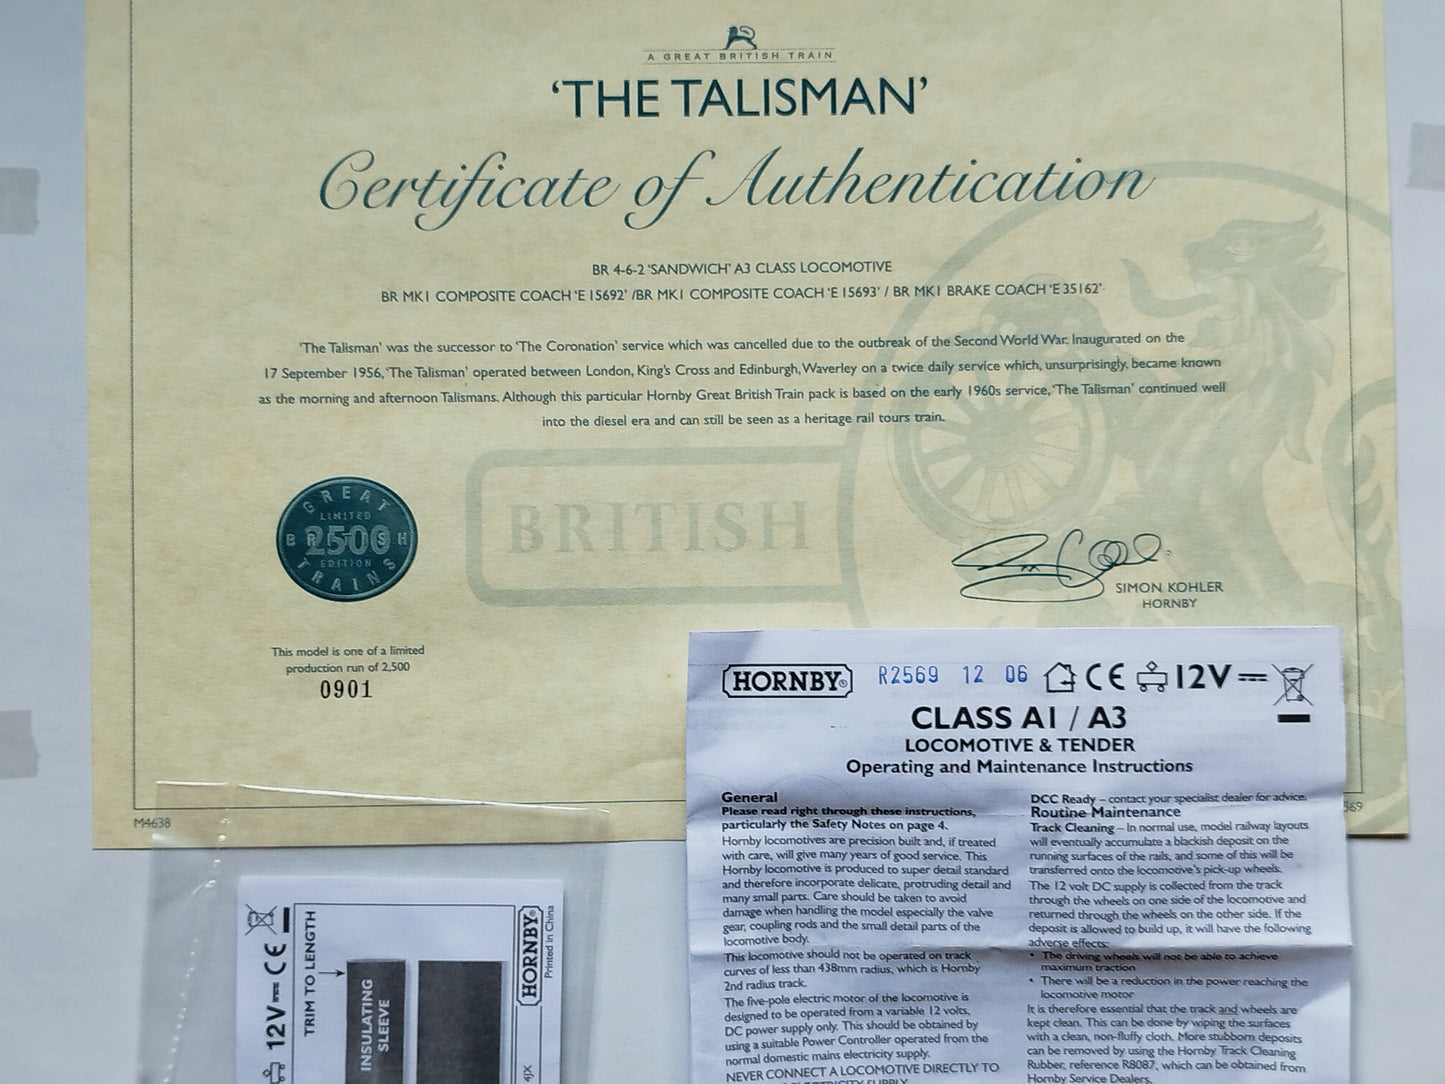 A GREAT BRITISH TRAIN
‘THE TALISMAN’
Certificate of Authentication
BR 4-6-2 ‘SANDWICH’ A3 CLASS LOCOMOTIVE
BR MK1 COMPOSITE COACH ‘E 15692’ /BR MK1 COMPOSITE COACH ‘E 15693’ / BR MK1 BRAKE COACH ‘E 35162’
‘The Talisman’ was the successor to ‘The Coronation’ service which was cancelled due to the outbreak of the Second World War. Inaugurated on the
17 September 1956, ‘The Talisman’ operated between London, King's Cross and Edinburgh, Waverley on a twice daily service which, unsurprisingly, became known
as the morning and afternoon Talismans. Although this particular Hornby Great British Train pack is based on the early 1960s service, ‘The Talisman’ continued well
into the diesel era and can still be seen as a heritage rail tours train.
BRITISH
GREAT
LIMITED
BRITISH
2500
EDITION
TRAINS
SIMON KOHLER
HORNBY
This model is one of a limited
production run of 2,500
0901
M4638
569
HORNBY® R2569 12 06 CE 12V
CLASS A1 / A3
LOCOMOTIVE & TENDER
Operating and Maintenance Instructions
General
Please read right through these instructions,
particularly the Safety Notes on page 4.
Hornby locomotives are precision built and, if treated
with care, will give many years of good service. This
Hornby locomotive is produced to super detail standard
and therefore incorporate delicate, protruding detail and
many small parts. Care should be taken to avoid
damage when handling the model especially the valve
gear, coupling rods and the small detail parts of the
locomotive body.
This locomotive should not be operated on track
curves of less than 438mm radius, which is Hornby
2nd radius track.
The five-pole electric motor of the locomotive is
designed to be operated from a variable 12 volts,
DC power supply only. This should be obtained by
using a suitable Power Controller operated from the
normal domestic mains electricity supply.
NEVER CONNECT A LOCOMOTIVE DIRECTLY TO
ELECTRICITY SUPPLY
DCC Ready – contact your specialist dealer for advice.
Routine Maintenance
Track Cleaning – In normal use, model railway layouts
will eventually accumulate a blackish deposit on the
running surfaces of the rails, and some of this will be
transferred onto the locomotive's pick-up wheels.
The 12 volt DC supply is collected from the track
through the wheels on one side of the locomotive and
returned through the wheels on the other side. If the
deposit is allowed to build up, it will have the following
adverse effects:
• The driving wheels will not be able to achieve
maximum traction
• There will be a reduction in the power reaching the
locomotive motor
It is therefore essential that the track and wheels are
kept clean. This can be done by wiping the surfaces
with a clean, non-fluffy cloth. More stubborn deposits
can be removed by using the Hornby Track Cleaning
Rubber, reference R8087, which can be obtained from
Hornby Service Dealers.
12V CE
TRIM TO LENGTH
INSULATING
SLEEVE
HORNBY®
Printed in China